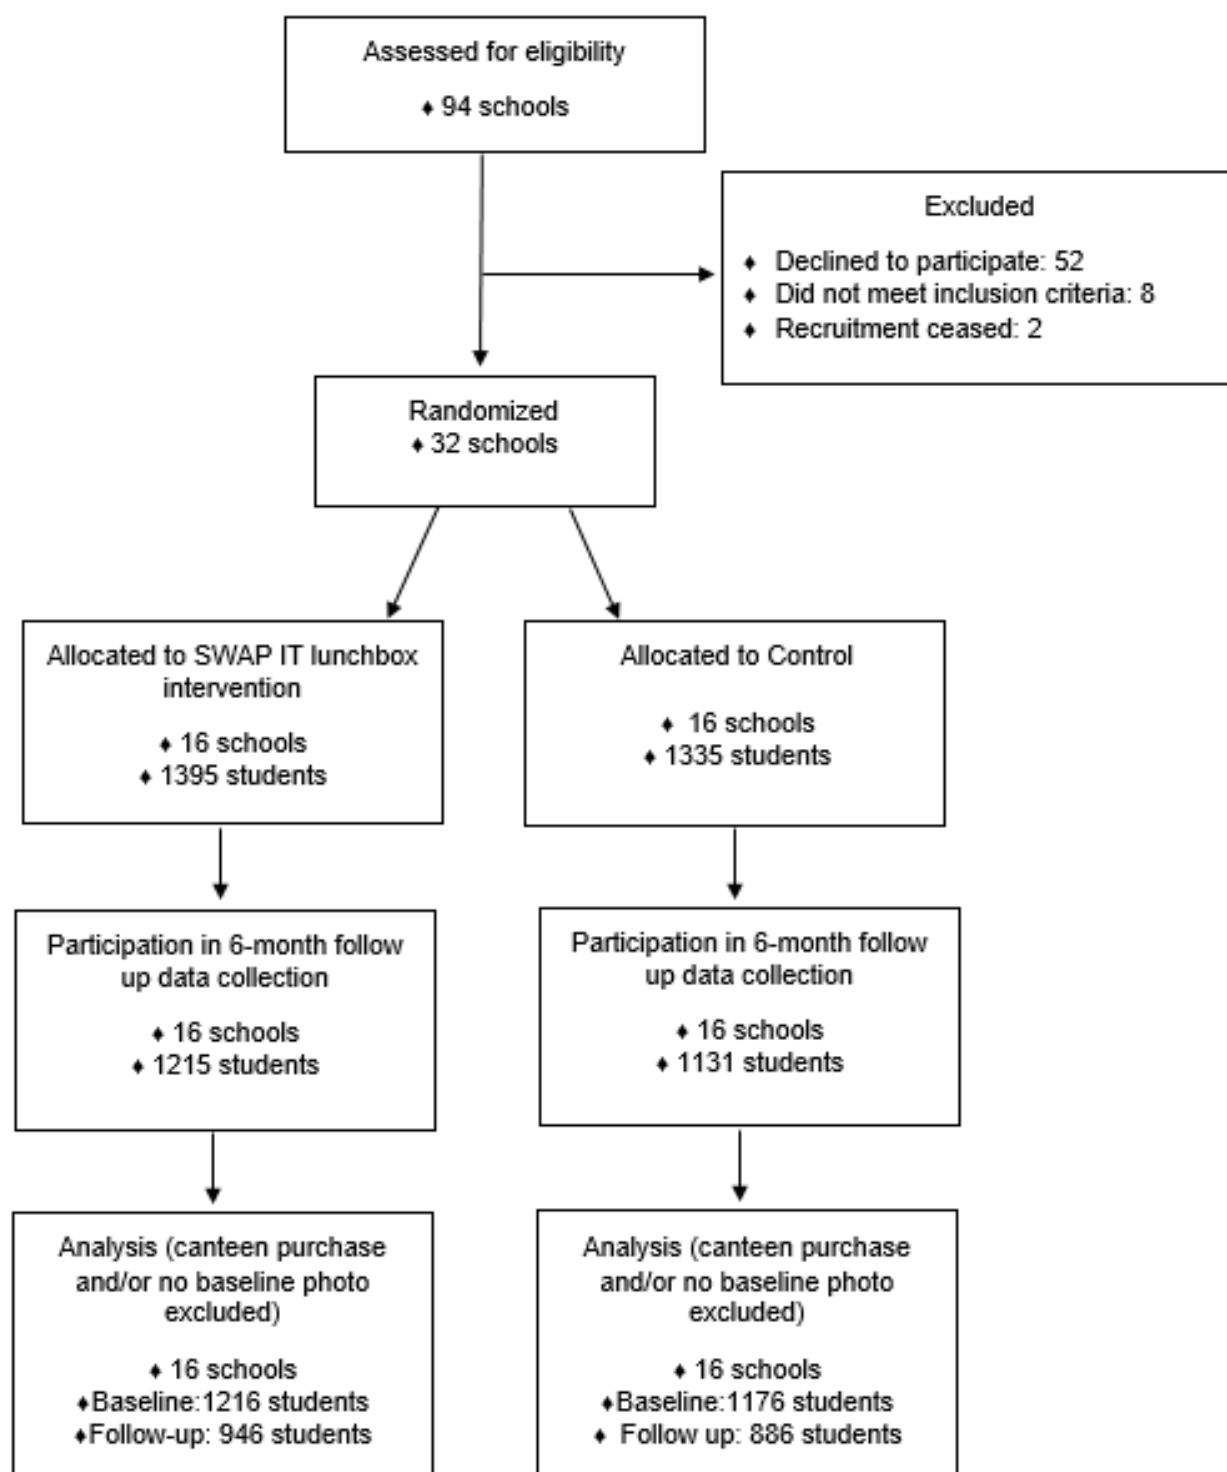 Assessed for eligibility
♦ 94 schools
Excluded
♦ Declined to participate: 52
♦ Did not meet inclusion criteria: 8
♦ Recruitment ceased: 2
Randomized
♦ 32 schools
Allocated to SWAP IT lunchbox
intervention
♦ 16 schools
♦ 1395 students
Allocated to Control
♦ 16 schools
♦ 1335 students
Participation in 6-month follow
up data collection
♦ 16 schools
♦ 1215 students
Participation in 6-month follow
up data collection
♦ 16 schools
♦ 1131 students
Analysis (canteen purchase
and/or no baseline photo
excluded)
♦ 16 schools
♦Baseline:1216 students
♦Follow-up: 946 students
Analysis (canteen purchase
and/or no baseline photo
excluded)
♦ 16 schools
♦Baseline:1176 students
♦ Follow up: 886 students